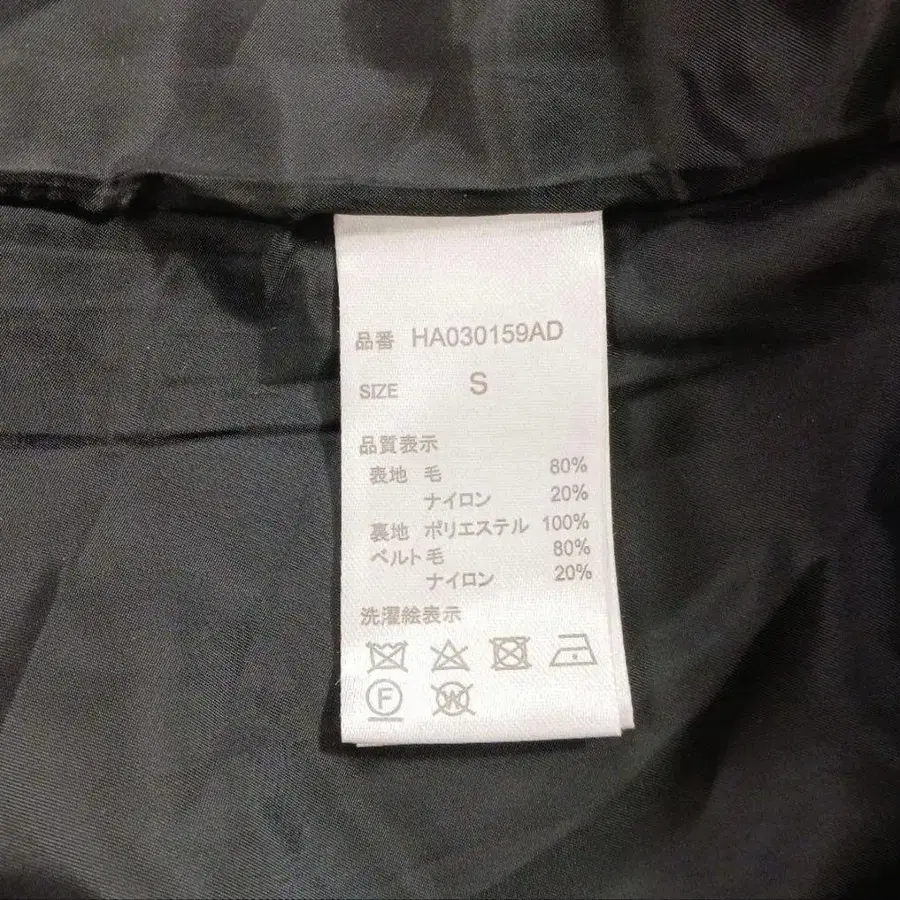 品番 HA030159AD
SIZE S
品質表示
表地 毛 80%
ナイロン 20%
裏地 ポリエステル 100%
ベルト 毛 80%
ナイロン 20%
洗濯絵表示
F W